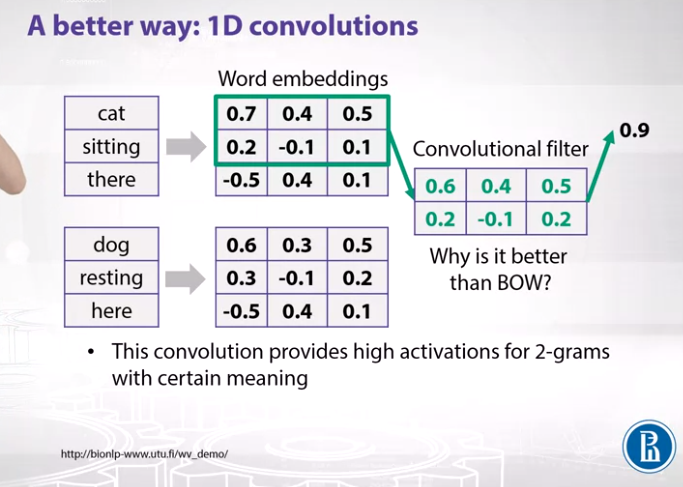 A better way: 1D convolutions
Word embeddings
cat 0.7 0.4 0.5
sitting 0.2 -0.1 0.1
there -0.5 0.4 0.1
0.9
Convolutional filter
0.6 0.4 0.5
0.2 -0.1 0.2
Why is it better
than BOW?
dog 0.6 0.3 0.5
resting 0.3 -0.1 0.2
here -0.5 0.4 0.1
• This convolution provides high activations for 2-grams
with certain meaning
http://bionlp-www.utu.fi/wv_demo/